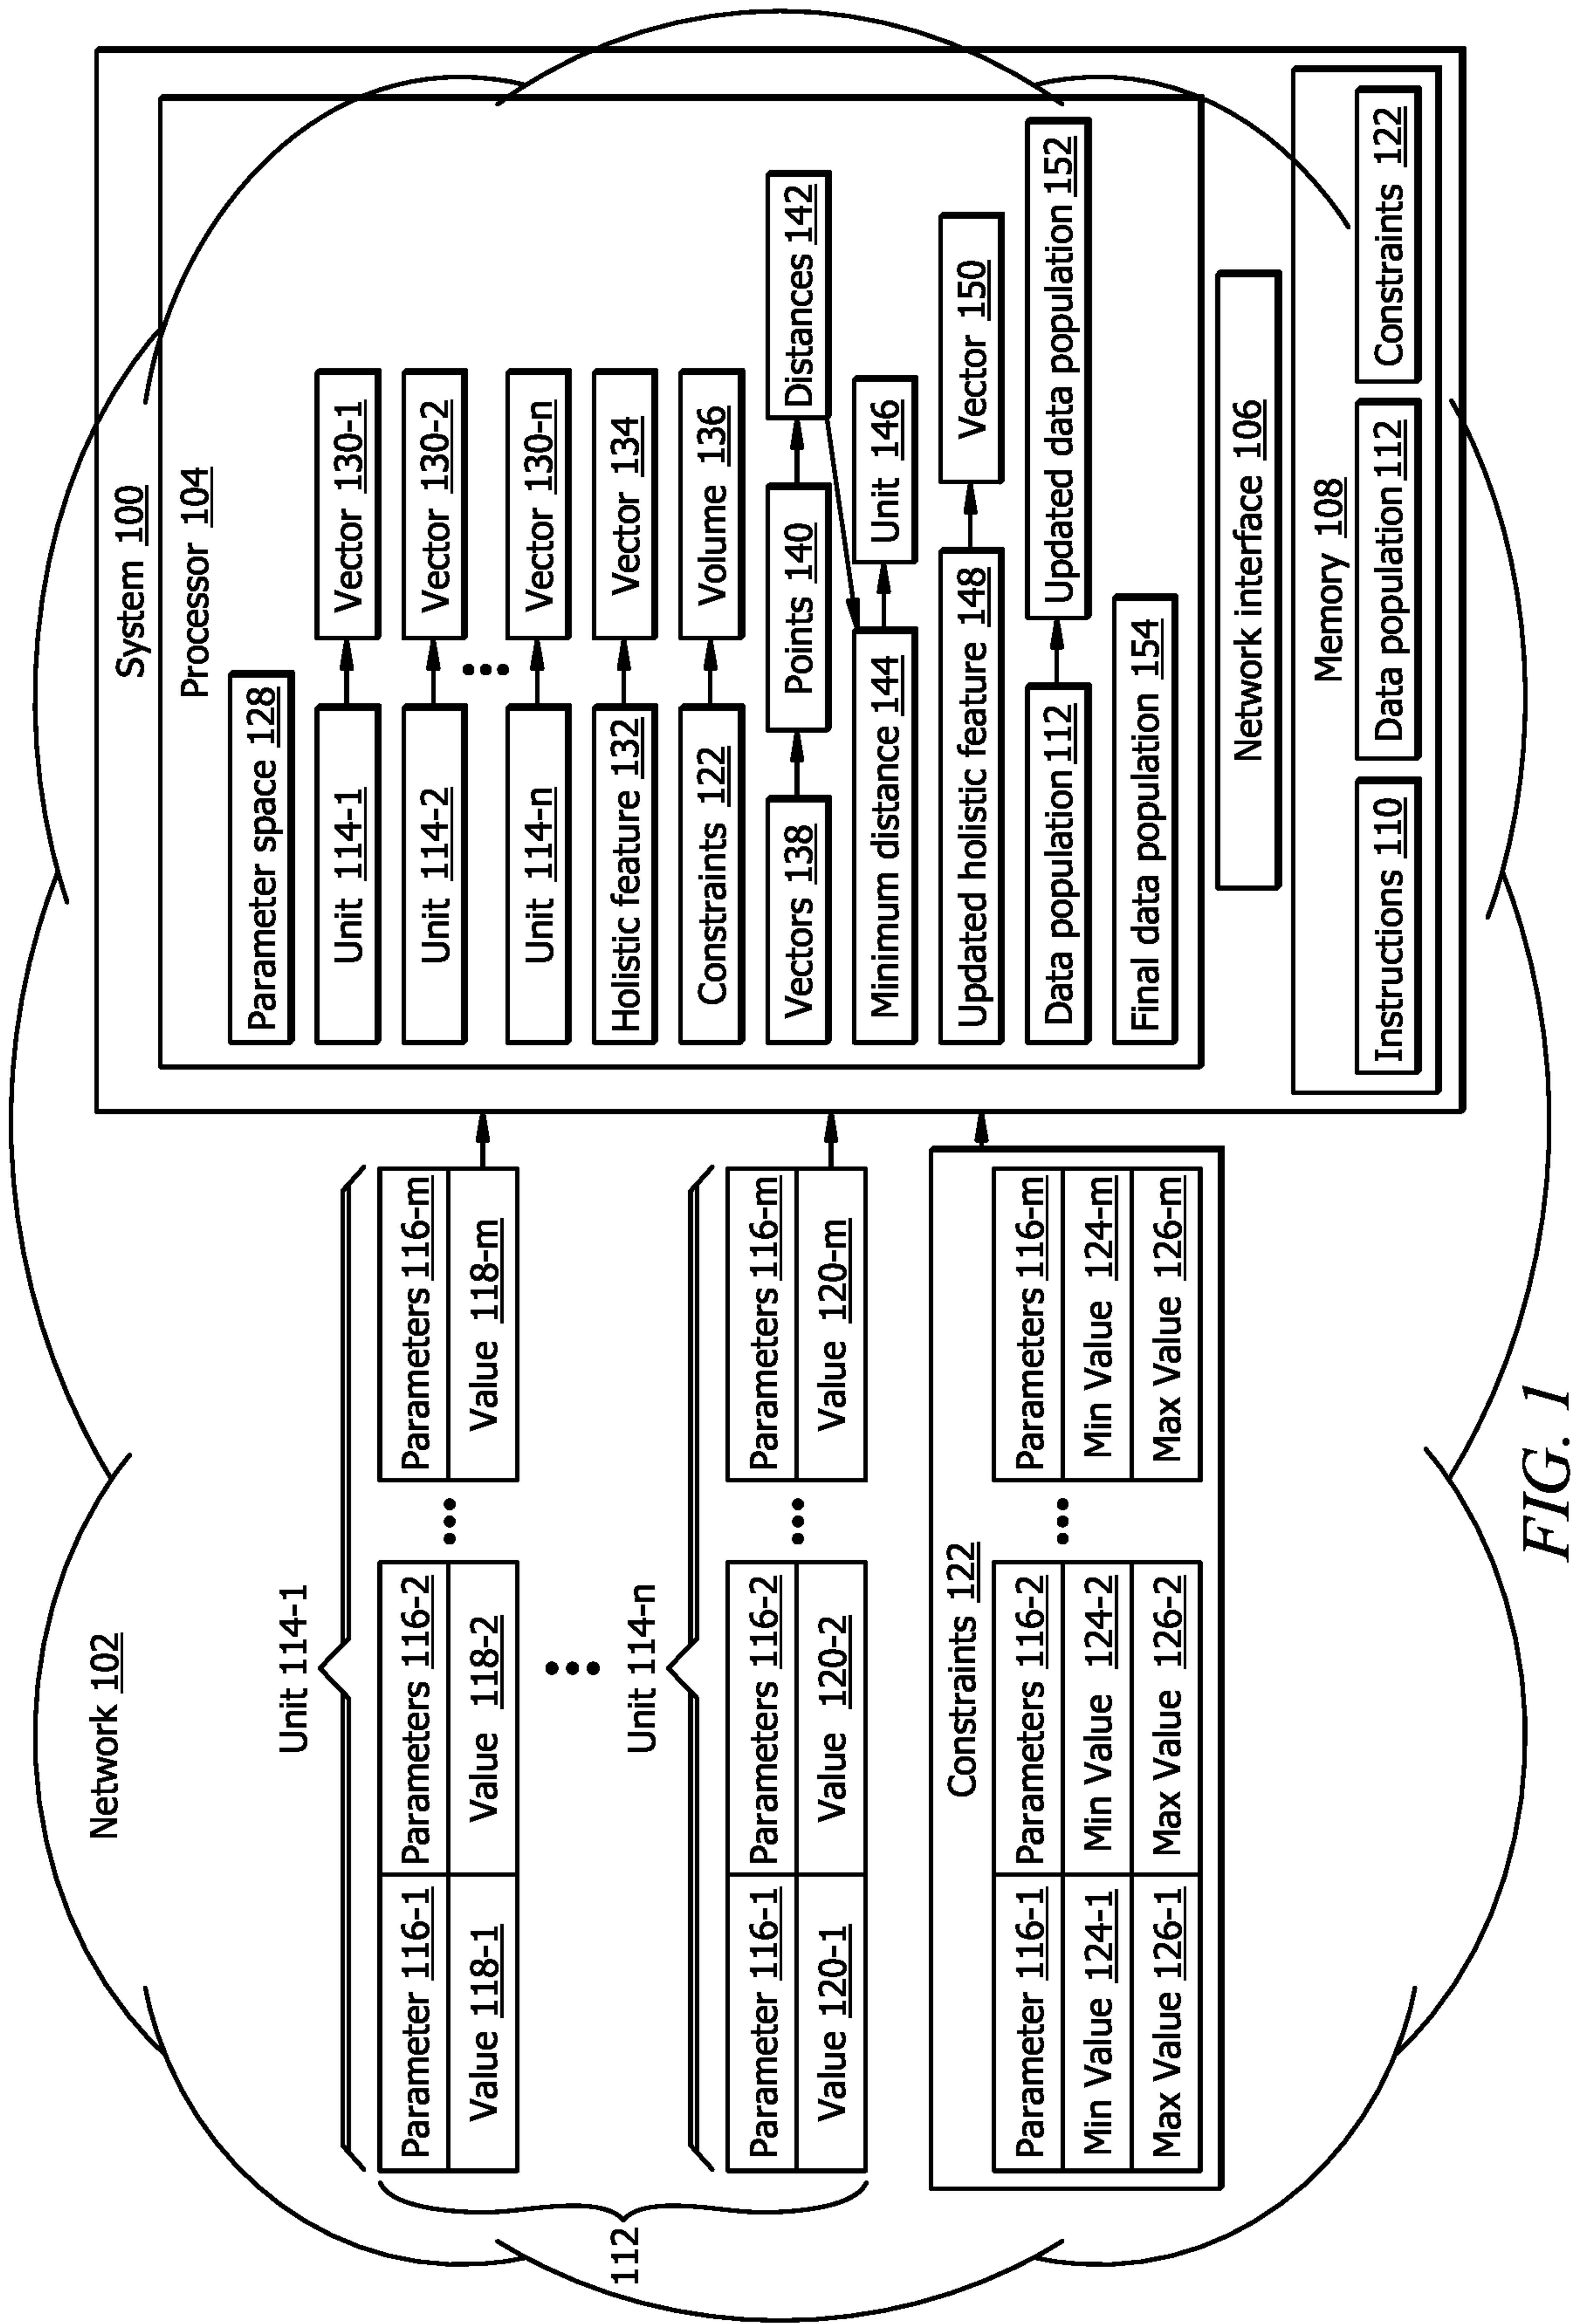 Network 102
Unit 114-1
Parameter 116-1 Parameters 116-2 ••• Parameters 116-m
Value 118-1 Value 118-2 Value 118-m
•••
Unit 114-n
Parameter 116-1 Parameters 116-2 ••• Parameters 116-m
Value 120-1 Value 120-2 Value 120-m
112
Constraints 122
Parameter 116-1 Parameters 116-2 Parameters 116-m
Min Value 124-1 Min Value 124-2 ••• Min Value 124-m
Max Value 126-1 Max Value 126-2 Max Value 126-m
System 100
Processor 104
Parameter space 128
Unit 114-1 Vector 130-1
Unit 114-2 Vector 130-2
•••
Unit 114-n Vector 130-n
Holistic feature 132 Vector 134
Constraints 122 Volume 136
Vectors 138 Points 140 Distances 142
Minimum distance 144 Unit 146
Updated holistic feature 148 Vector 150
Data population 112 Updated data population 152
Final data population 154
Network interface 106
Memory 108
Instructions 110 Data population 112 Constraints 122
FIG. 1